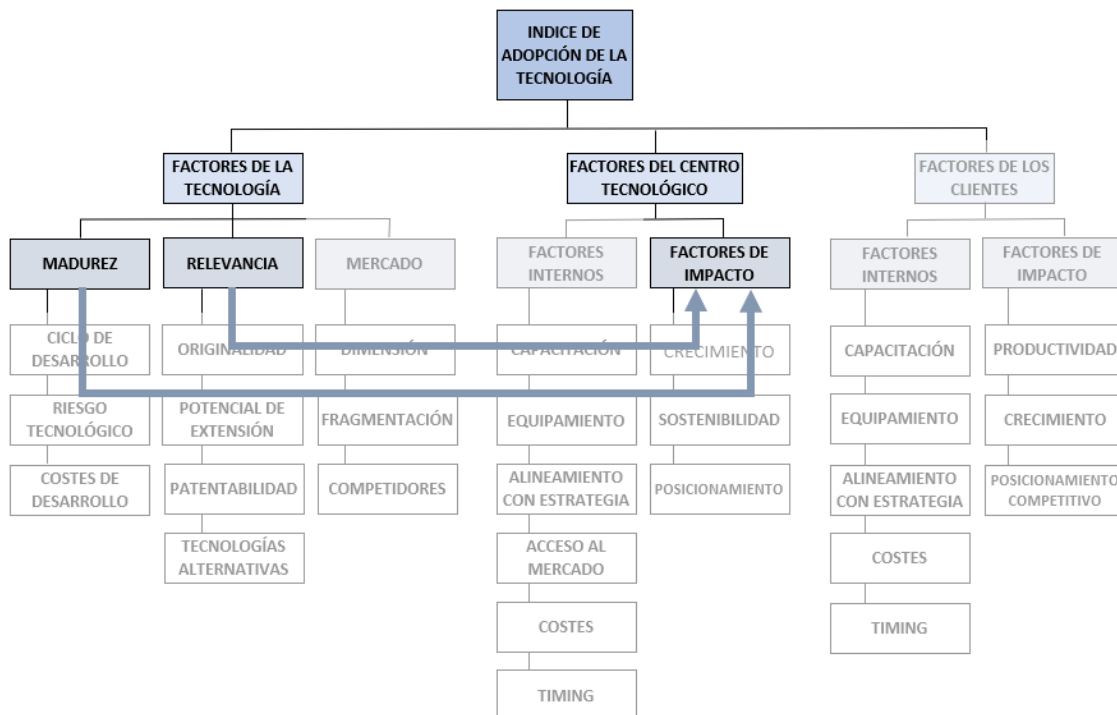 INDICE DE
ADOPCIÓN DE LA
TECNOLOGÍA
FACTORES DE LA
TECNOLOGÍA
FACTORES DEL CENTRO
TECNOLÓGICO
FACTORES DE LOS
CLIENTES
MADUREZ
RELEVANCIA
MERCADO
FACTORES
INTERNOS
FACTORES DE
IMPACTO
FACTORES
INTERNOS
FACTORES DE
IMPACTO
CICLO DE
DESARROLLO
ORIGINALIDAD
DIMENSIÓN
CAPACITACIÓN
CRECIMIENTO
CAPACITACIÓN
PRODUCTIVIDAD
RIESGO
TECNOLÓGICO
POTENCIAL DE
EXTENSIÓN
FRAGMENTACIÓN
EQUIPAMIENTO
SOSTENIBILIDAD
EQUIPAMIENTO
CRECIMIENTO
COSTES DE
DESARROLLO
PATENTABILIDAD
COMPETIDORES
ALINEAMIENTO
CON ESTRATEGIA
POSICIONAMIENTO
ALINEAMIENTO
CON ESTRATEGIA
POSICIONAMIENTO
COMPETITIVO
TECNOLOGÍAS
ALTERNATIVAS
ACCESO AL
MERCADO
COSTES
COSTES
TIMING
TIMING